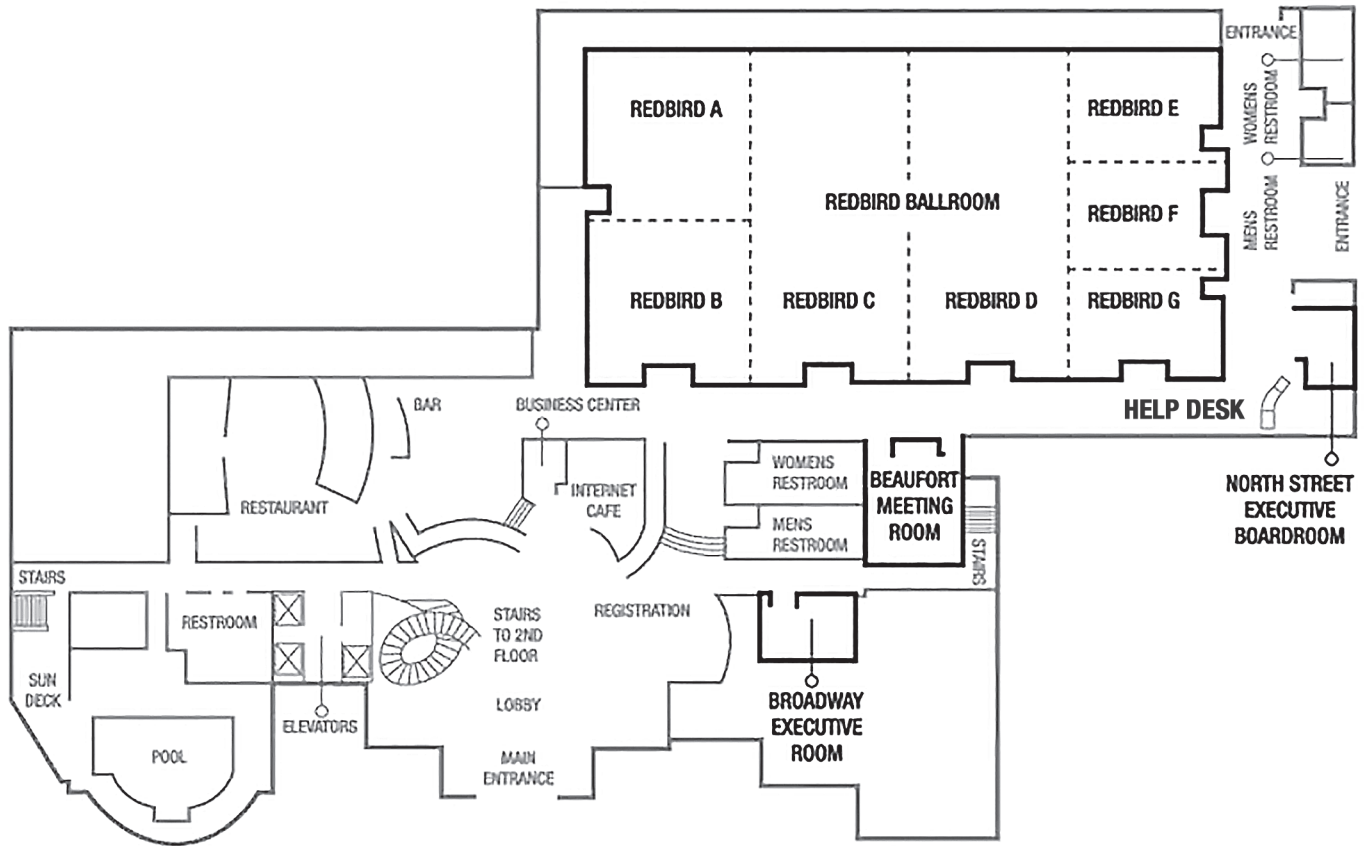 ENTRANCE
WOMENS
RESTROOM
MENS
RESTROOM
ENTRANCE
REDBIRD A
REDBIRD E
REDBIRD BALLROOM
REDBIRD F
REDBIRD B
REDBIRD C
REDBIRD D
REDBIRD G
HELP DESK
BAR
BUSINESS CENTER
RESTAURANT
INTERNET
CAFE
WOMENS
RESTROOM
MENS
RESTROOM
BEAUFORT
MEETING
ROOM
STAIRS
NORTH STREET
EXECUTIVE
BOARDROOM
STAIRS
RESTROOM
STAIRS
TO 2ND
FLOOR
REGISTRATION
SUN
DECK
ELEVATORS
LOBBY
BROADWAY
EXECUTIVE
ROOM
POOL
MAIN
ENTRANCE